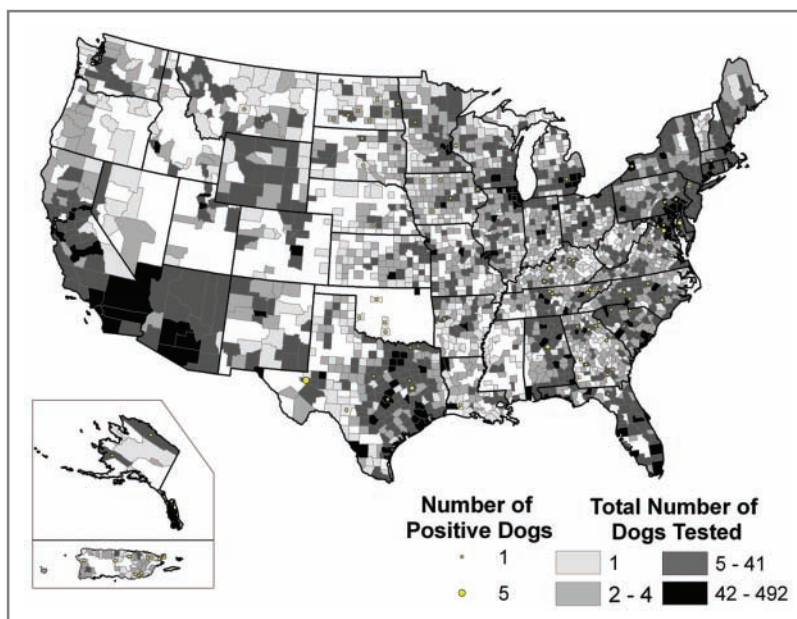 Number of
Positive Dogs
1
5
Total Number of
Dogs Tested
1
2 - 4
5 - 41
42 - 492